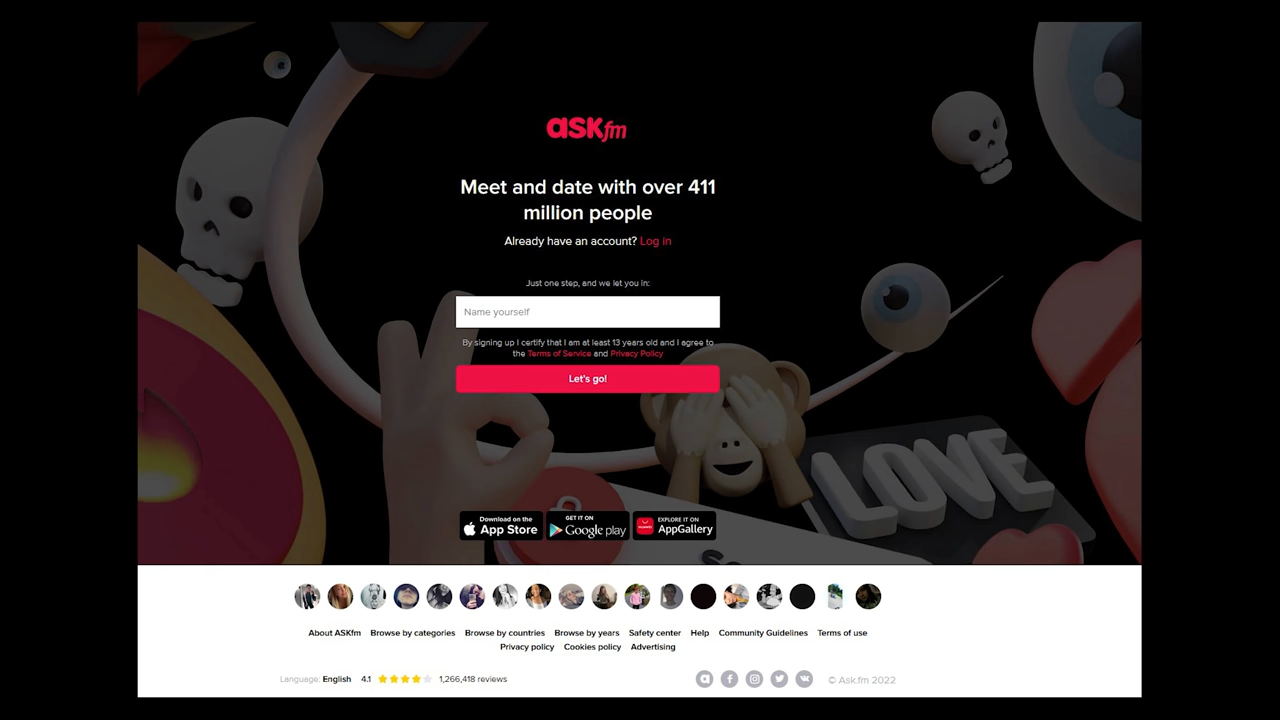 ASKfm
Meet and date with over 411
million people
Already have an account? Log in
Just one step, and we let you in:
Name yourself
By signing up I certify that I am at least 13 years old and I agree to
the Terms of Service and Privacy Policy
Let's go!
LOVE
Download on the App Store
GET IT ON Google play
EXPLORE IT ON AppGallery
About ASKfm Browse by categories Browse by countries Browse by years Safety center Help Community Guidelines Terms of use
Privacy policy Cookies policy Advertising
Language: English 4.1 1,266,418 reviews © Ask.fm 2022